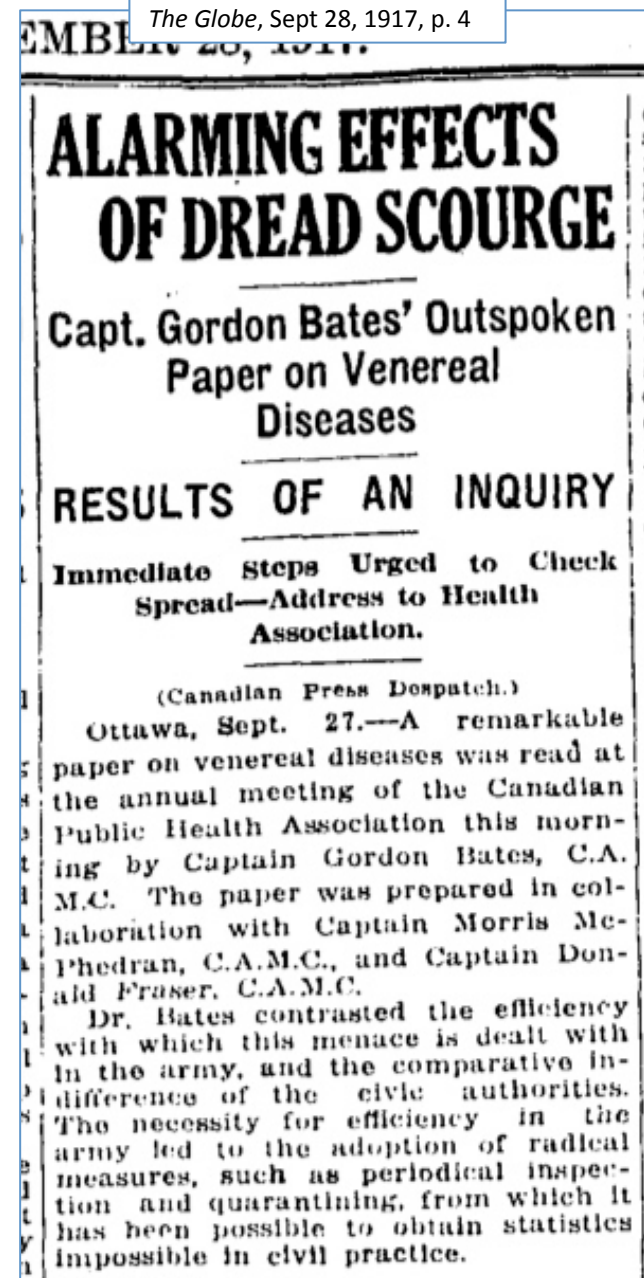 The Globe, Sept 28, 1917, p. 4
EMBER 28, 1917.
ALARMING EFFECTS
OF DREAD SCOURGE
Capt. Gordon Bates' Outspoken
Paper on Venereal
Diseases
RESULTS OF AN INQUIRY
Immediate Steps Urged to Check
Spread—Address to Health
Association.
(Canadian Press Despatch.)
Ottawa, Sept. 27.—A remarkable
paper on venereal diseases was read at
the annual meeting of the Canadian
Public Health Association this morn-
ing by Captain Gordon Bates, C.A.
M.C. The paper was prepared in col-
laboration with Captain Morris Mc-
Phedran, C.A.M.C., and Captain Don-
ald Fraser, C.A.M.C.
Dr. Bates contrasted the efficiency
with which this menace is dealt with
in the army, and the comparative in-
difference of the civic authorities.
The necessity for efficiency in the
army led to the adoption of radical
measures, such as periodical inspec-
tion and quarantining, from which it
has been possible to obtain statistics
impossible in civil practice.